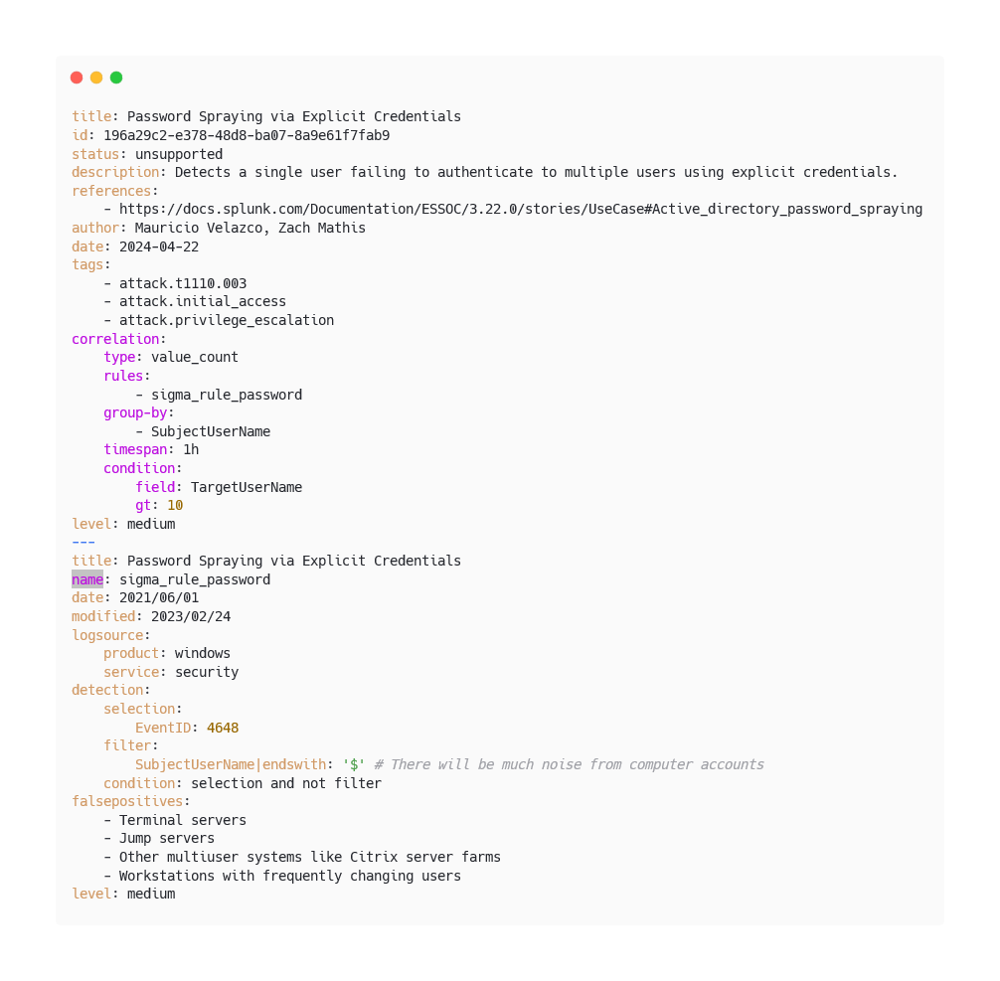 title: Password Spraying via Explicit Credentials
id: 196a29c2-e378-48d8-ba07-8a9e61f7fab9
status: unsupported
description: Detects a single user failing to authenticate to multiple users using explicit credentials.
references:
    - https://docs.splunk.com/Documentation/ESSOC/3.22.0/stories/UseCase#Active_directory_password_spraying
author: Mauricio Velazco, Zach Mathis
date: 2024-04-22
tags:
    - attack.t1110.003
    - attack.initial_access
    - attack.privilege_escalation
correlation:
    type: value_count
    rules:
        - sigma_rule_password
    group-by:
        - SubjectUserName
    timespan: 1h
    condition:
        field: TargetUserName
        gt: 10
level: medium
---
title: Password Spraying via Explicit Credentials
name: sigma_rule_password
date: 2021/06/01
modified: 2023/02/24
logsource:
    product: windows
    service: security
detection:
    selection:
        EventID: 4648
    filter:
        SubjectUserName|endswith: '$' # There will be much noise from computer accounts
    condition: selection and not filter
falsepositives:
    - Terminal servers
    - Jump servers
    - Other multiuser systems like Citrix server farms
    - Workstations with frequently changing users
level: medium